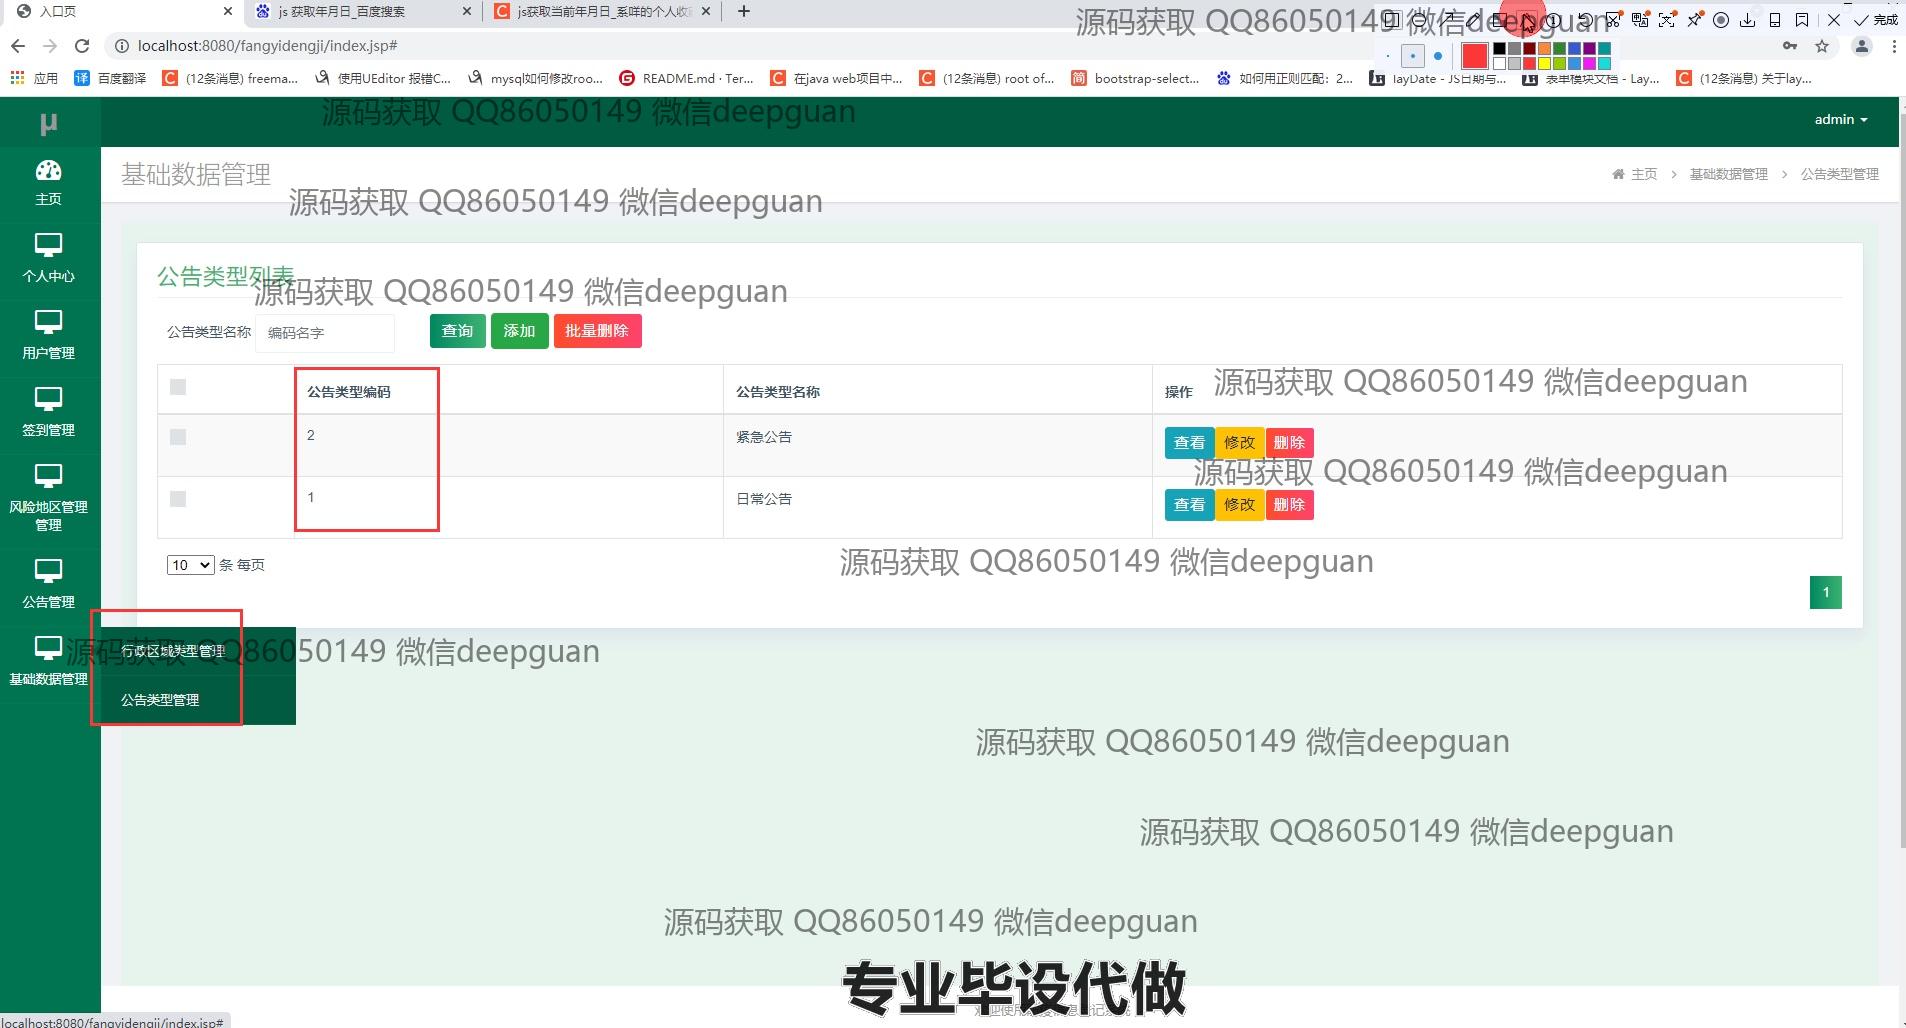 入口页
js 获取年月日_百度搜索
js获取当前年月日_系咩的个人收
源码获取 QQ86050149 微信deepguan
完成
localhost:8080/fangyidengji/index.jsp#
应用
百度翻译
(12条消息) freema...
使用UEditor 报错C...
mysql如何修改roo...
README.md · Ter...
在java web项目中...
(12条消息) root of...
bootstrap-select...
如何用正则匹配：2...
layDate - JS日期与...
表单模块文档 - Lay...
(12条消息) 关于lay...
源码获取 QQ86050149 微信deepguan
μ
admin
基础数据管理
主页 > 基础数据管理 > 公告类型管理
源码获取 QQ86050149 微信deepguan
主页
个人中心
用户管理
签到管理
风险地区管理
管理
公告管理
基础数据管理
公告类型列表
源码获取 QQ86050149 微信deepguan
公告类型名称 编码名字 查询 添加 批量删除
公告类型编码 公告类型名称 操作
源码获取 QQ86050149 微信deepguan
2 紧急公告 查看 修改 删除
源码获取 QQ86050149 微信deepguan
1 日常公告 查看 修改 删除
10 条 每页
源码获取 QQ86050149 微信deepguan
1
行政区域类型管理
源码获取 QQ86050149 微信deepguan
公告类型管理
源码获取 QQ86050149 微信deepguan
源码获取 QQ86050149 微信deepguan
源码获取 QQ86050149 微信deepguan
专业毕设代做
localhost:8080/fangyidengji/index.jsp#